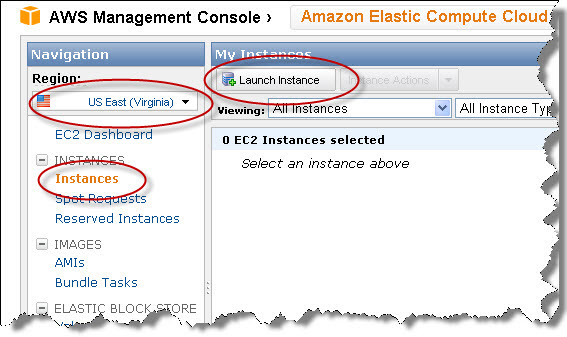 AWS Management Console ›
Amazon Elastic Compute Cloud
Navigation
Region:
US East (Virginia)
EC2 Dashboard
INSTANCES
Instances
Spot Requests
Reserved Instances
IMAGES
AMIs
Bundle Tasks
ELASTIC BLOCK STORE
My Instances
Launch Instance
Instance Actions
Viewing:
All Instances
All Instance Typ
0 EC2 Instances selected
Select an instance above